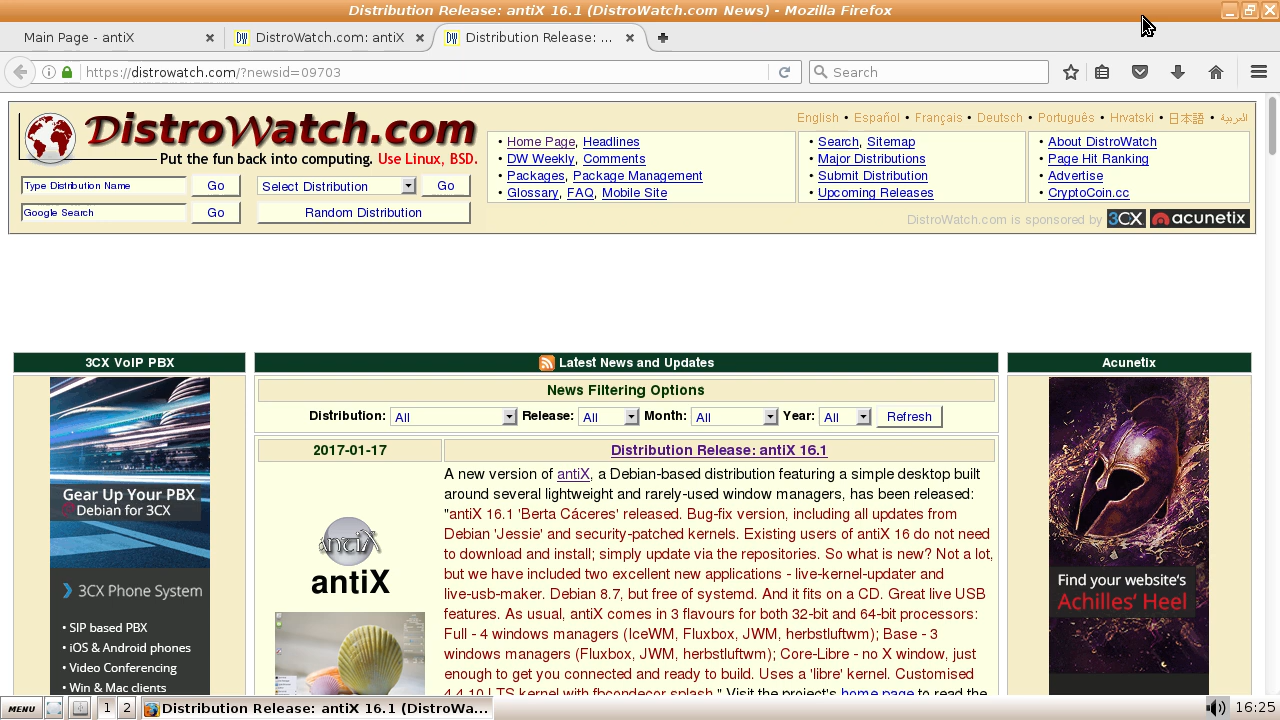 Distribution Release: antiX 16.1 (DistroWatch.com News) - Mozilla Firefox
Main Page - antiX
DistroWatch.com: antiX
Distribution Release: ...
https://distrowatch.com/?newsid=09703
Search
DistroWatch.com
Put the fun back into computing. Use Linux, BSD.
English • Español • Français • Deutsch • Português • Hrvatski • 日本語 • العربية
• Home Page, Headlines
• DW Weekly, Comments
• Packages, Package Management
• Glossary, FAQ, Mobile Site
• Search, Sitemap
• Major Distributions
• Submit Distribution
• Upcoming Releases
• About DistroWatch
• Page Hit Ranking
• Advertise
• CryptoCoin.cc
Type Distribution Name
Go
Select Distribution
Go
Google Search
Go
Random Distribution
DistroWatch.com is sponsored by 3CX acunetix
3CX VoIP PBX
Gear Up Your PBX
Debian for 3CX
3CX Phone System
• SIP based PBX
• iOS & Android phones
• Video Conferencing
• Win & Mac clients
Latest News and Updates
News Filtering Options
Distribution: All Release: All Month: All Year: All Refresh
2017-01-17
Distribution Release: antiX 16.1
antiX
antiX
A new version of antiX, a Debian-based distribution featuring a simple desktop built
around several lightweight and rarely-used window managers, has been released:
"antiX 16.1 'Berta Cáceres' released. Bug-fix version, including all updates from
Debian 'Jessie' and security-patched kernels. Existing users of antiX 16 do not need
to download and install; simply update via the repositories. So what is new? Not a lot,
but we have included two excellent new applications - live-kernel-updater and
live-usb-maker. Debian 8.7, but free of systemd. And it fits on a CD. Great live USB
features. As usual, antiX comes in 3 flavours for both 32-bit and 64-bit processors:
Full - 4 windows managers (IceWM, Fluxbox, JWM, herbstluftwm); Base - 3
windows managers (Fluxbox, JWM, herbstluftwm); Core-Libre - no X window, just
enough to get you connected and ready to build. Uses a 'libre' kernel. Customised
4.4.10 LTS kernel with fbcondecor splash." Visit the project's home page to read the
Acunetix
Find your website's
Achilles' Heel
MENU
1
2
Distribution Release: antiX 16.1 (DistroWa...
16:25